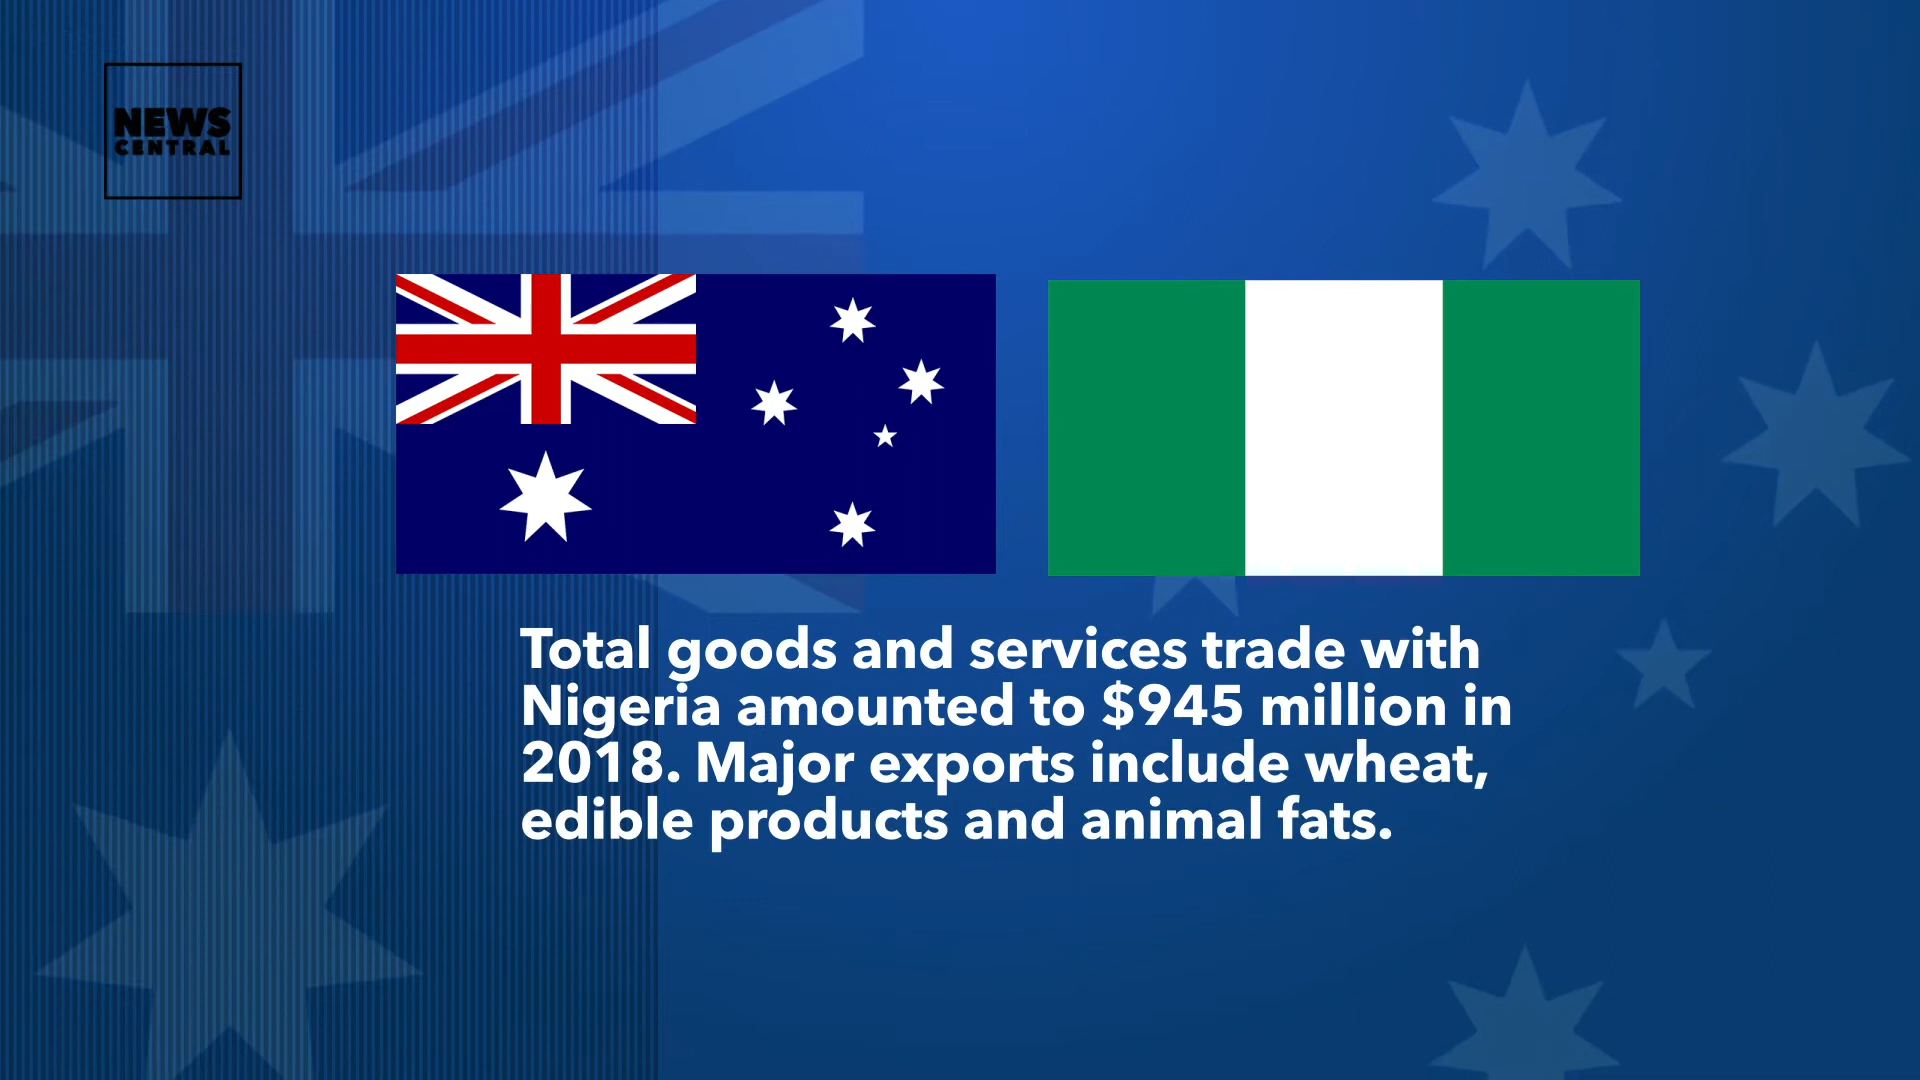 NEWS
CENTRAL
Total goods and services trade with
Nigeria amounted to $945 million in
2018. Major exports include wheat,
edible products and animal fats.